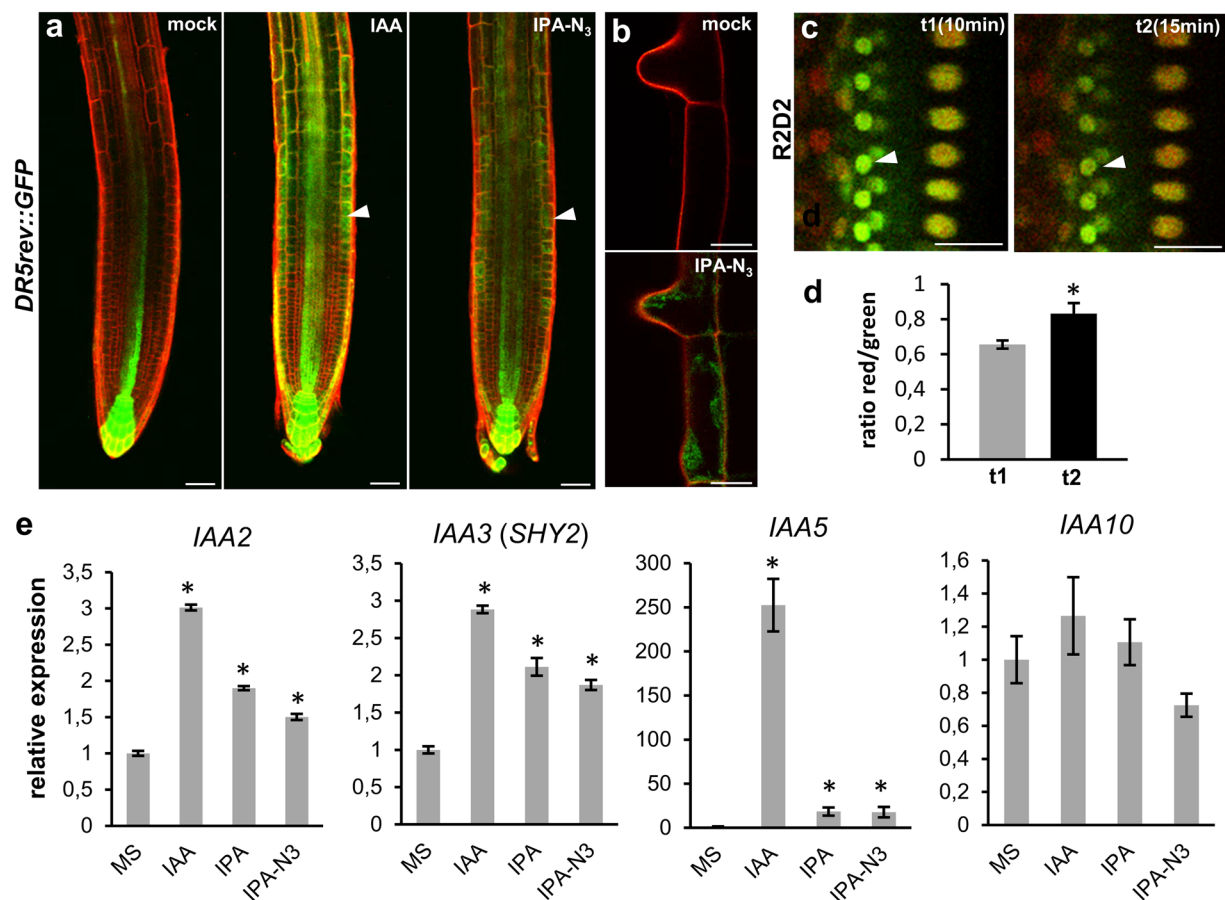 a
mock
IAA
IPA-N3
DR5rev::GFP
b
mock
IPA-N3
c
t1(10min)
t2(15min)
R2D2
d
d
ratio red/green
1
0,8
0,6
0,4
0,2
0
t1
*
t2
e
relative expression
IAA2
3,5
3
2,5
2
1,5
1
0,5
0
*
*
*
MS
IAA
IPA
IPA-N3
IAA3 (SHY2)
3,5
3
2,5
2
1,5
1
0,5
0
*
*
*
MS
IAA
IPA
IPA-N3
IAA5
300
250
200
150
100
50
0
*
*
*
MS
IAA
IPA
IPA-N3
IAA10
1,6
1,4
1,2
1
0,8
0,6
0,4
0,2
0
MS
IAA
IPA
IPA-N3